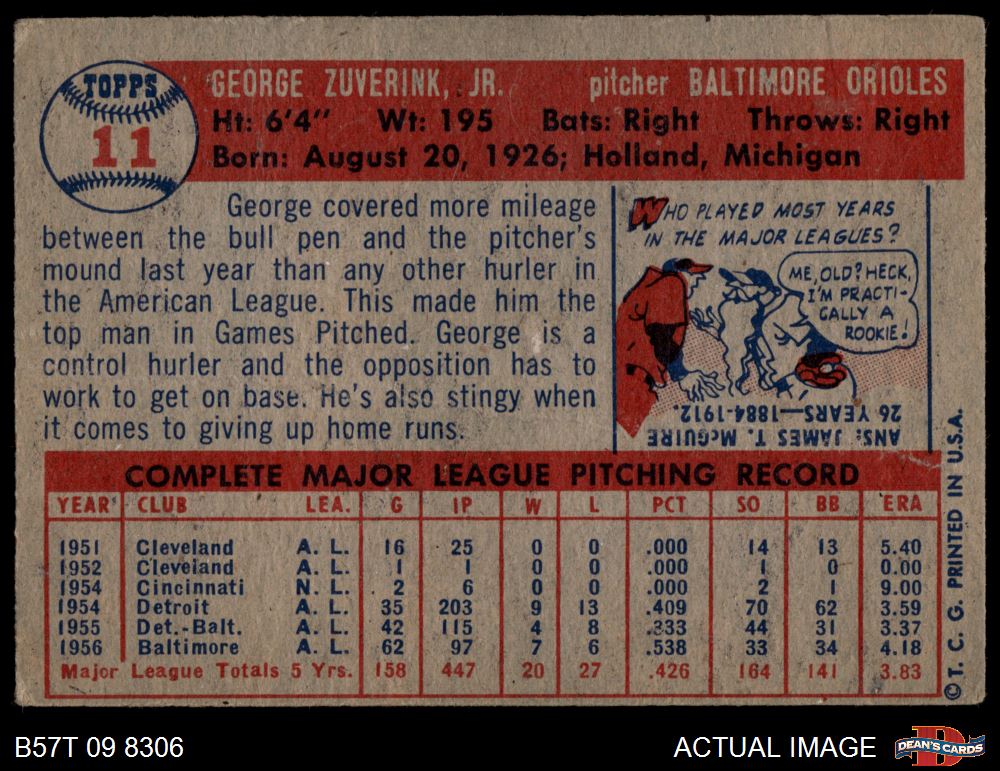 TOPPS
11
GEORGE ZUVERINK, JR. pitcher BALTIMORE ORIOLES
Ht: 6'4" Wt: 195 Bats: Right Throws: Right
Born: August 20, 1926; Holland, Michigan
George covered more mileage
between the bull pen and the pitcher's
mound last year than any other hurler in
the American League. This made him the
top man in Games Pitched. George is a
control hurler and the opposition has to
work to get on base. He's also stingy when
it comes to giving up home runs.
WHO PLAYED MOST YEARS
IN THE MAJOR LEAGUES?
ME, OLD? HECK,
I'M PRACTI-
CALLY A
ROOKIE!
ANS: JAMES T. McGUIRE
26 YEARS—1884-1912.
COMPLETE MAJOR LEAGUE PITCHING RECORD
YEAR CLUB LEA. G IP W L PCT SO BB ERA
1951 Cleveland A. L. 16 25 0 0 .000 14 13 5.40
1952 Cleveland A. L. 1 1 0 0 .000 1 0 0.00
1954 Cincinnati N. L. 2 6 0 0 .000 2 1 9.00
1954 Detroit A. L. 35 203 9 13 .409 70 62 3.59
1955 Det.-Balt. A. L. 42 115 4 8 .333 44 31 3.37
1956 Baltimore A. L. 62 97 7 6 .538 33 34 4.18
Major League Totals 5 Yrs. 158 447 20 27 .426 164 141 3.83
© T. C. G. PRINTED IN U.S.A.
B57T 09 8306
ACTUAL IMAGE
DEAN'S CARDS